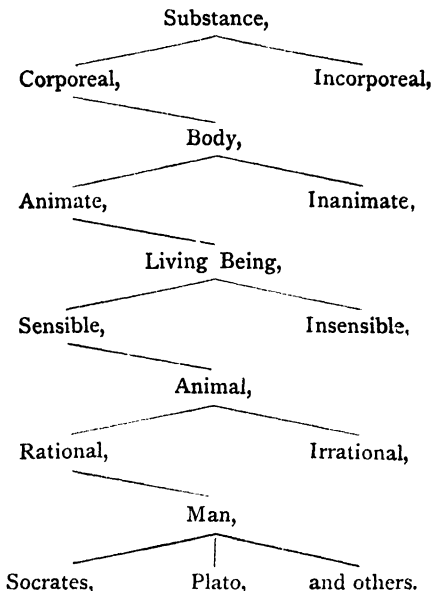 Substance,
Corporeal, Incorporeal,
Body,
Animate, Inanimate,
Living Being,
Sensible, Insensible,
Animal,
Rational, Irrational,
Man,
Socrates, Plato, and others.